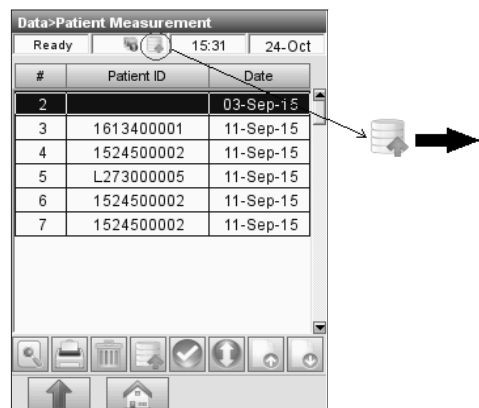 Data>Patient Measurement
Ready 15:31 24-Oct
# Patient ID Date
2 03-Sep-15
3 1613400001 11-Sep-15
4 1524500002 11-Sep-15
5 L273000005 11-Sep-15
6 1524500002 11-Sep-15
7 1524500002 11-Sep-15